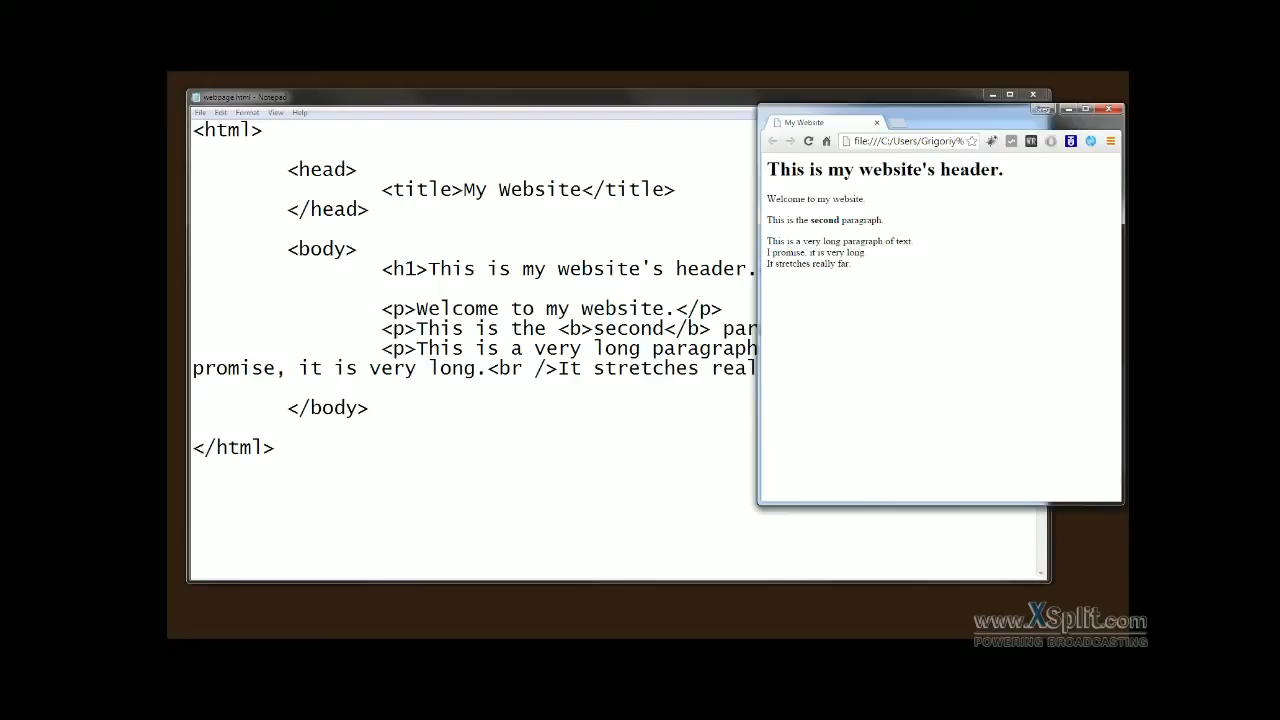 webpage.html - Notepad
File Edit Format View Help
<html>
<head>
<title>My Website</title>
</head>
<body>
<h1>This is my website's header.
<p>Welcome to my website.</p>
<p>This is the <b>second</b> par
<p>This is a very long paragraph
promise, it is very long.<br />It stretches real
</body>
</html>
My Website
file:///C:/Users/Grigoriy%
This is my website's header.
Welcome to my website.
This is the second paragraph.
This is a very long paragraph of text.
I promise, it is very long
It stretches really far.
www.XSplit.com
POWERING BROADCASTING